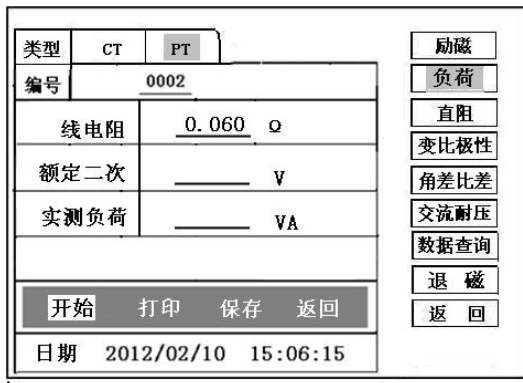 类型 CT PT
编号 0002
线电阻 0.060 Ω
额定二次 V
实测负荷 VA
开始 打印 保存 返回
日期 2012/02/10 15:06:15
励磁
负荷
直阻
变比极性
角差比差
交流耐压
数据查询
退 磁
返 回